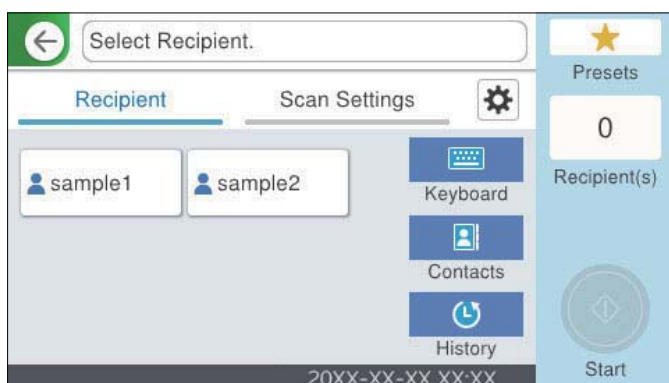 Select Recipient.
Presets
Recipient
Scan Settings
0
Recipient(s)
sample1
sample2
Keyboard
Contacts
History
Start
20XX-XX-XX XX:XX